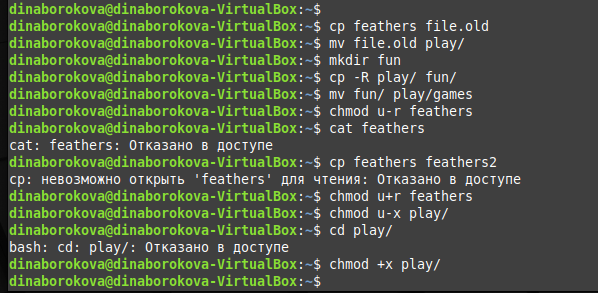 dinaborokova@dinaborokova-VirtualBox:~$
dinaborokova@dinaborokova-VirtualBox:~$ cp feathers file.old
dinaborokova@dinaborokova-VirtualBox:~$ mv file.old play/
dinaborokova@dinaborokova-VirtualBox:~$ mkdir fun
dinaborokova@dinaborokova-VirtualBox:~$ cp -R play/ fun/
dinaborokova@dinaborokova-VirtualBox:~$ mv fun/ play/games
dinaborokova@dinaborokova-VirtualBox:~$ chmod u-r feathers
dinaborokova@dinaborokova-VirtualBox:~$ cat feathers
cat: feathers: Отказано в доступе
dinaborokova@dinaborokova-VirtualBox:~$ cp feathers feathers2
cp: невозможно открыть 'feathers' для чтения: Отказано в доступе
dinaborokova@dinaborokova-VirtualBox:~$ chmod u+r feathers
dinaborokova@dinaborokova-VirtualBox:~$ chmod u-x play/
dinaborokova@dinaborokova-VirtualBox:~$ cd play/
bash: cd: play/: Отказано в доступе
dinaborokova@dinaborokova-VirtualBox:~$ chmod +x play/
dinaborokova@dinaborokova-VirtualBox:~$